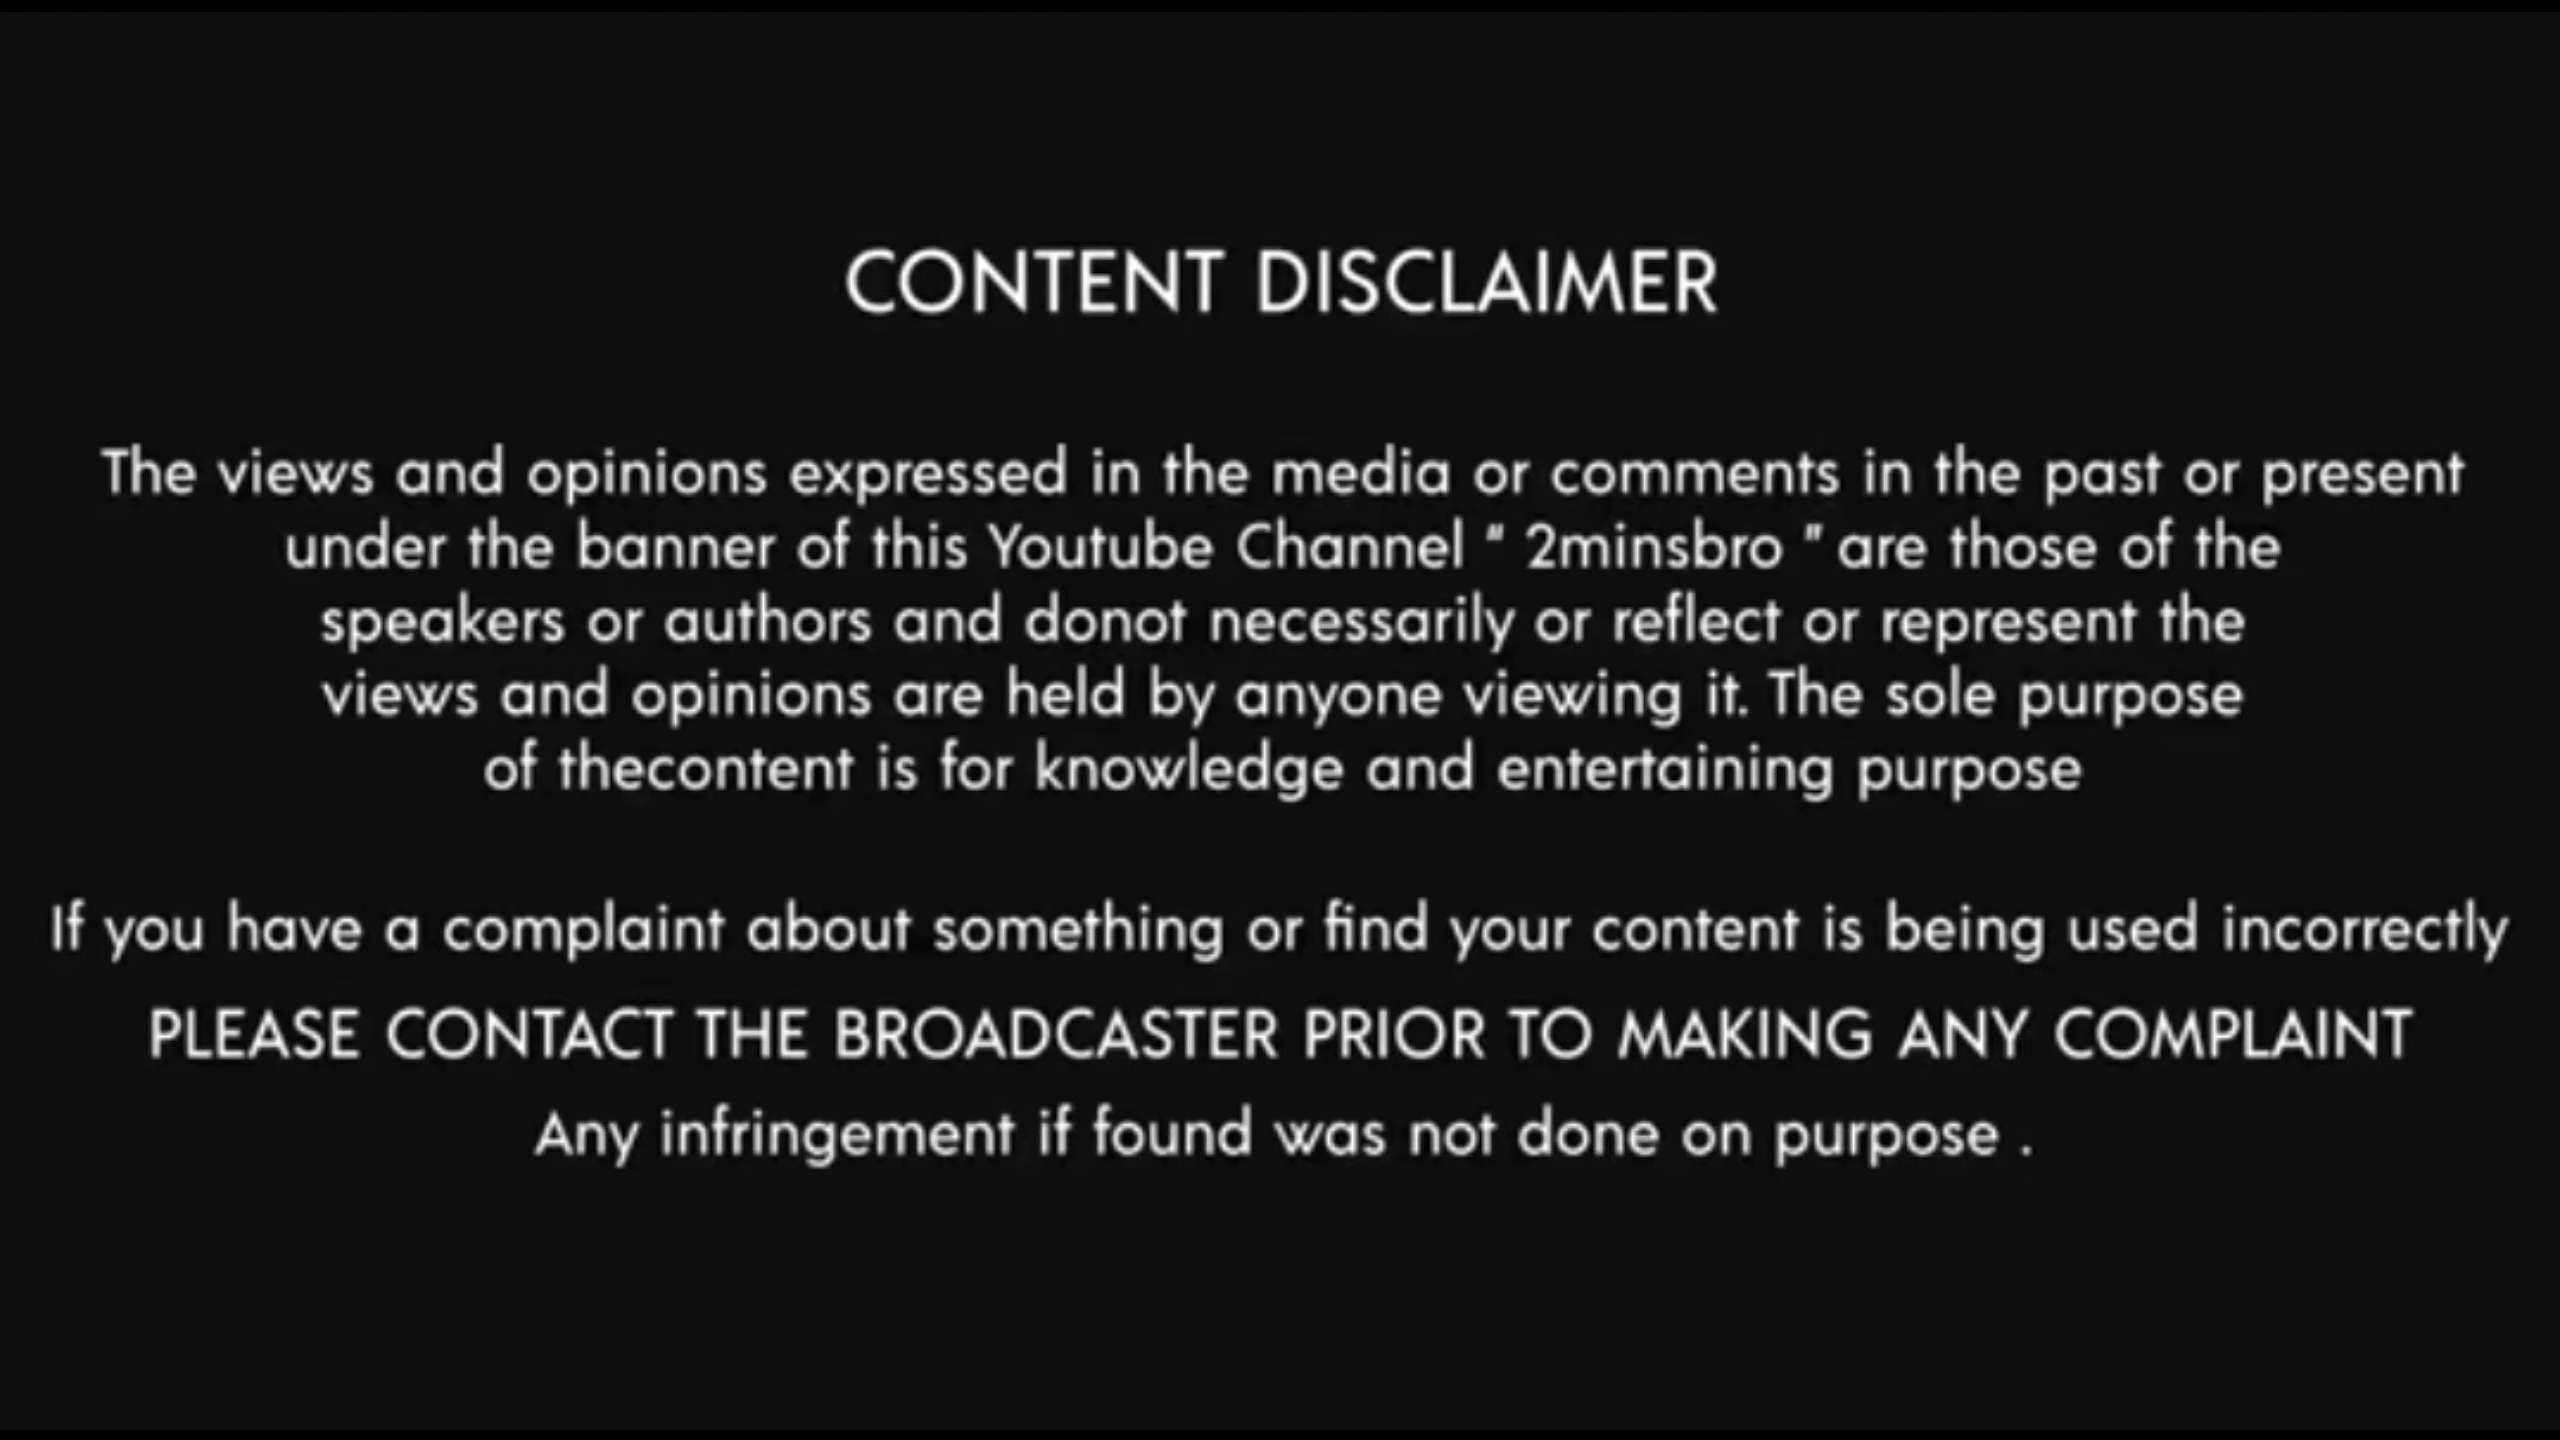 CONTENT DISCLAIMER
The views and opinions expressed in the media or comments in the past or present
under the banner of this Youtube Channel “ 2minsbro ” are those of the
speakers or authors and donot necessarily or reflect or represent the
views and opinions are held by anyone viewing it. The sole purpose
of thecontent is for knowledge and entertaining purpose
If you have a complaint about something or find your content is being used incorrectly
PLEASE CONTACT THE BROADCASTER PRIOR TO MAKING ANY COMPLAINT
Any infringement if found was not done on purpose .